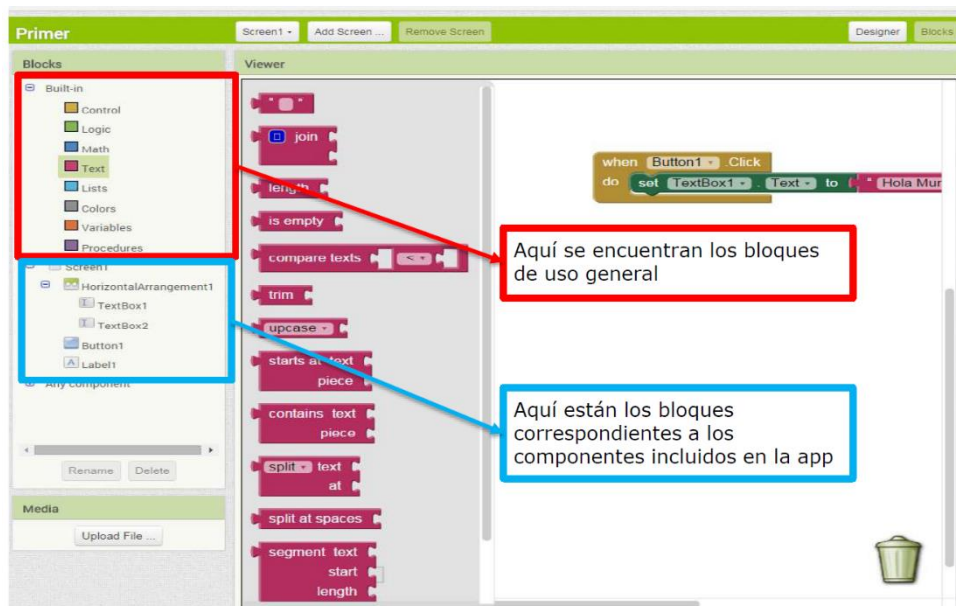 Primer
Screen1
Add Screen ...
Remove Screen
Designer
Blocks
Blocks
Viewer
Built-in
Control
Logic
Math
Text
Lists
Colors
Variables
Procedures
Screen1
HorizontalArrangement1
TextBox1
TextBox2
Button1
Label1
Any component
Rename
Delete
Media
Upload File ...
" "
join
length
is empty
compare texts <
trim
upcase
starts at text
piece
contains text
piece
split text
at
split at spaces
segment text
start
length
when Button1 .Click
do set TextBox1 . Text to " Hola Mun
Aquí se encuentran los bloques
de uso general
Aquí están los bloques
correspondientes a los
componentes incluidos en la app